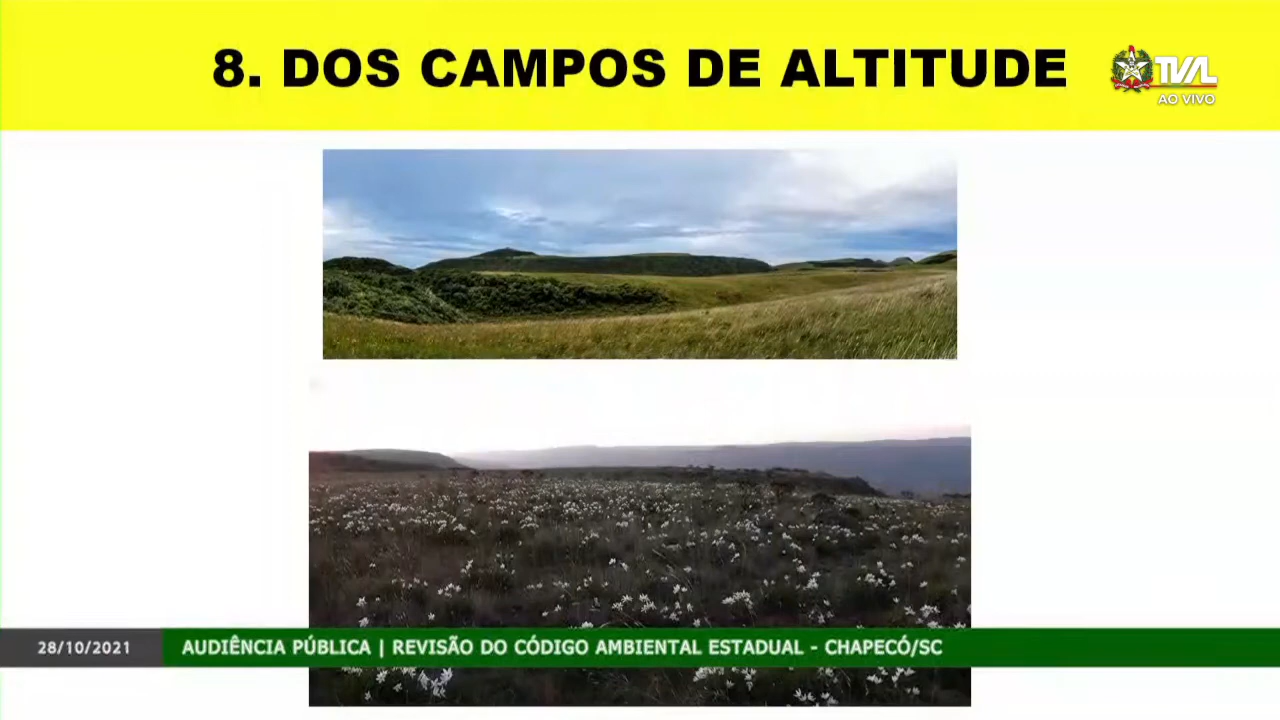 8. DOS CAMPOS DE ALTITUDE
TVAL
AO VIVO
28/10/2021
AUDIÊNCIA PÚBLICA | REVISÃO DO CÓDIGO AMBIENTAL ESTADUAL - CHAPECÓ/SC